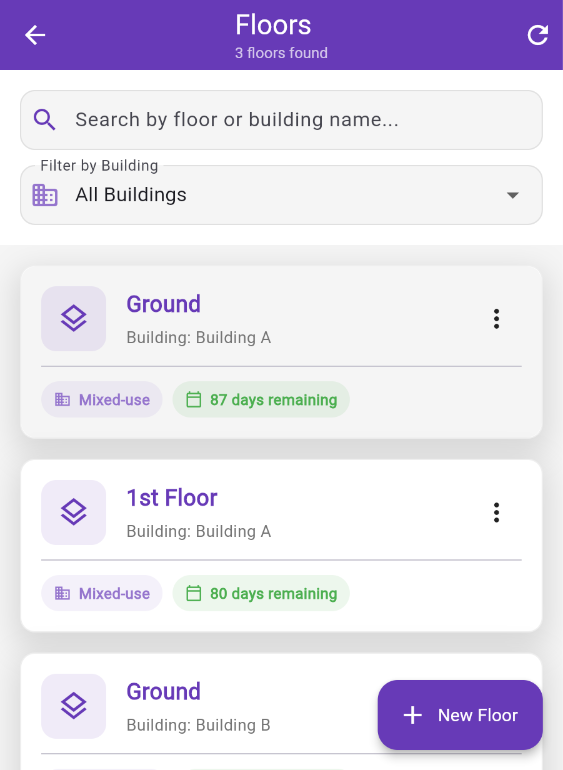 Floors
3 floors found
Search by floor or building name...
Filter by Building
All Buildings
Ground
Building: Building A
Mixed-use
87 days remaining
1st Floor
Building: Building A
Mixed-use
80 days remaining
Ground
Building: Building B
New Floor